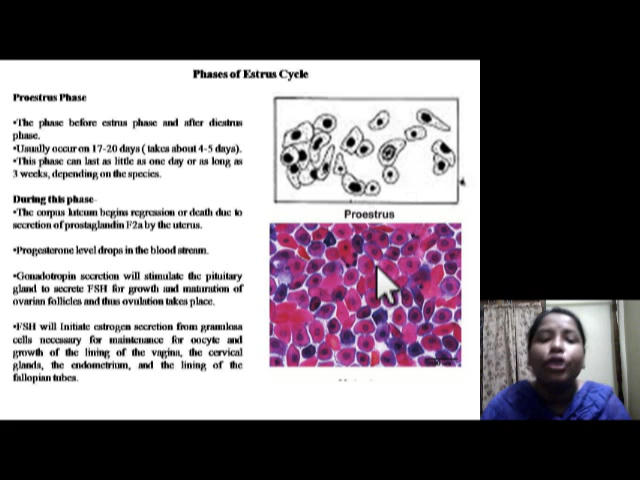 Phases of Estrus Cycle
Proestrus Phase
•The phase before estrus phase and after diestrus
phase.
•Usually occur on 17-20 days ( takes about 4-5 days).
•This phase can last as little as one day or as long as
3 weeks, depending on the species.
During this phase-
•The corpus luteum begins regression or death due to
secretion of prostaglandin F2a by the uterus.
•Progesterone level drops in the blood stream.
•Gonadotropin secretion will stimulate the pituitary
gland to secrete FSH for growth and maturation of
ovarian follicles and thus ovulation takes place.
•FSH will Initiate estrogen secretion from granulosa
cells necessary for maintenance for oocyte and
growth of the lining of the vagina, the cervical
glands, the endometrium, and the lining of the
fallopian tubes.
Proestrus